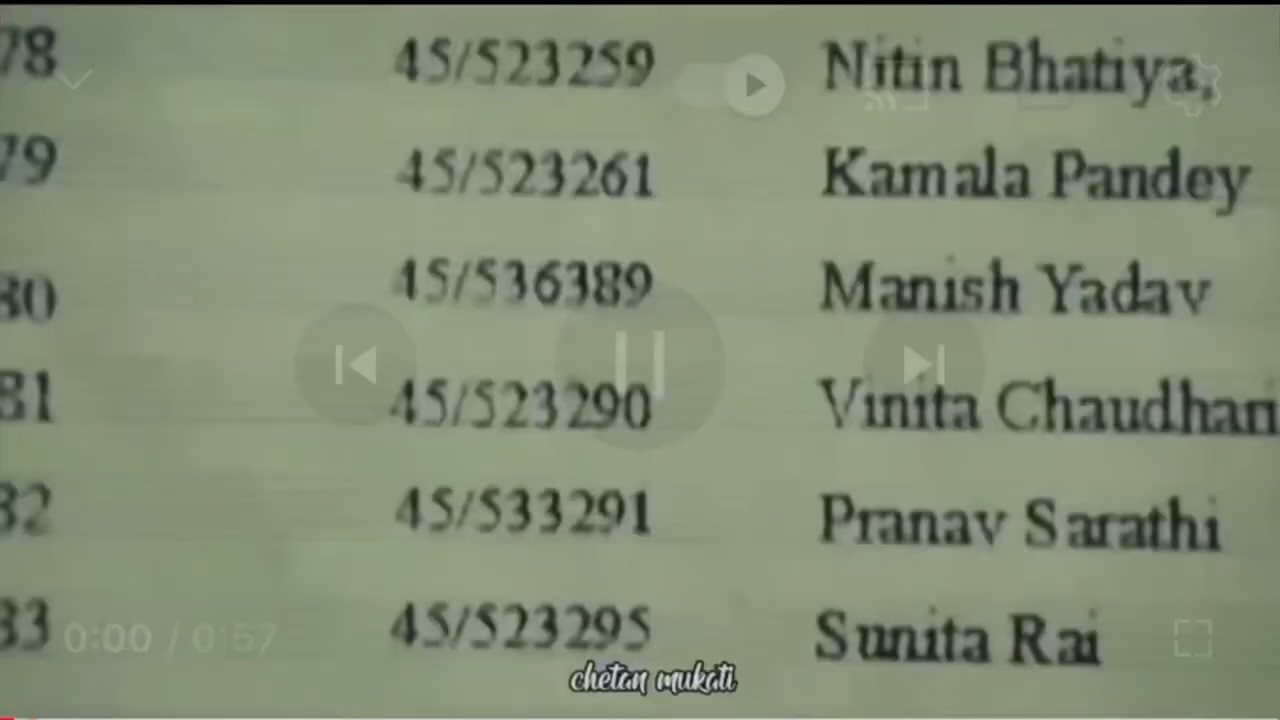 78 45/523259 Nitin Bhatiya,
79 45/523261 Kamala Pandey
80 45/536389 Manish Yadav
81 45/523290 Vinita Chaudhari
82 45/533291 Pranav Sarathi
83 45/523295 Sunita Rai
0:00 / 0:57
chetan mukati